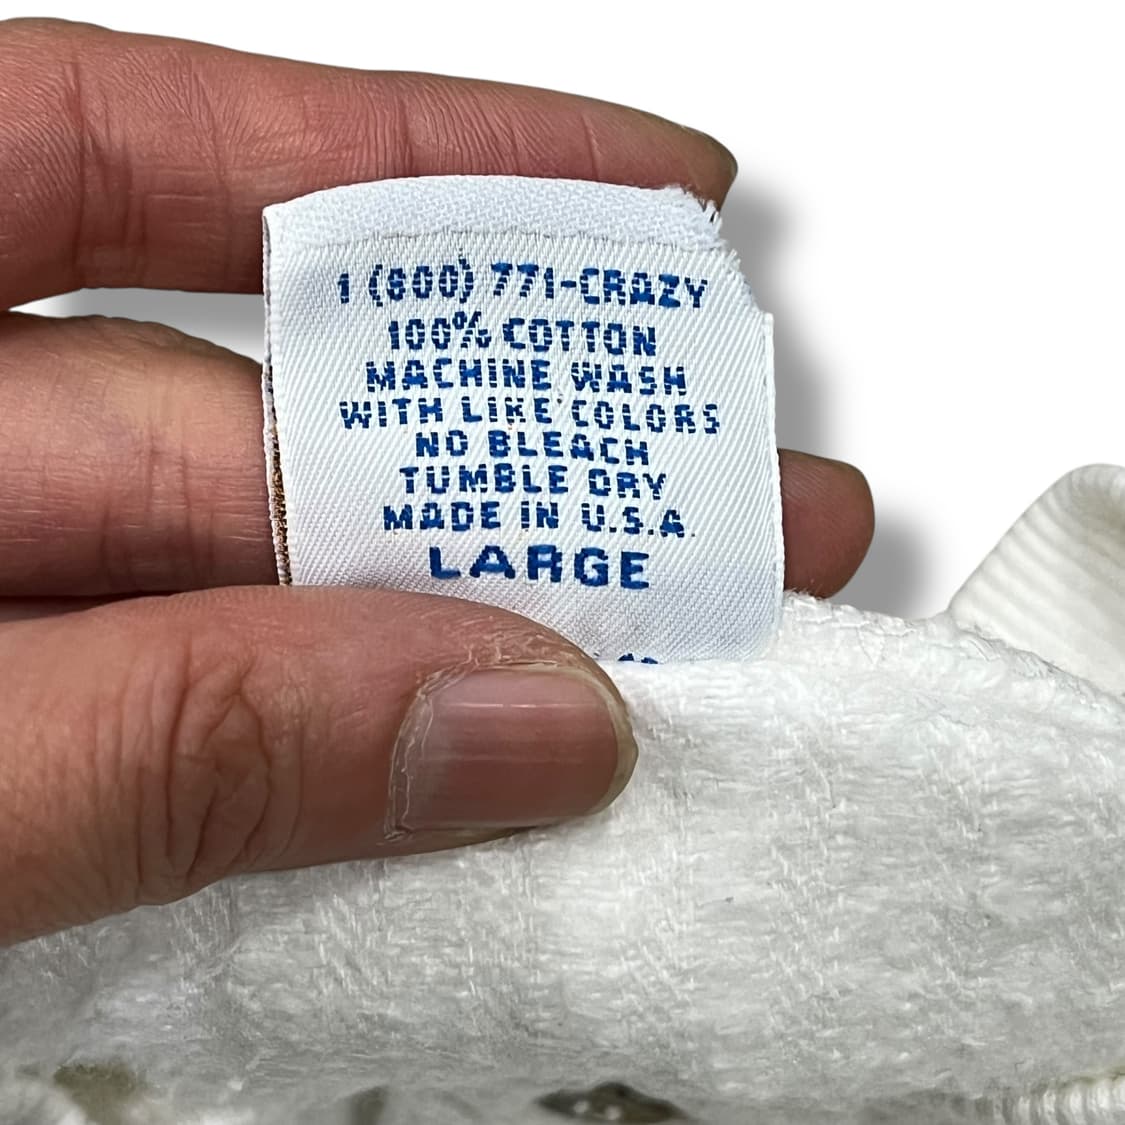 1 (800) 771-CRAZY
100% COTTON
MACHINE WASH
WITH LIKE COLORS
NO BLEACH
TUMBLE DRY
MADE IN U.S.A.
LARGE